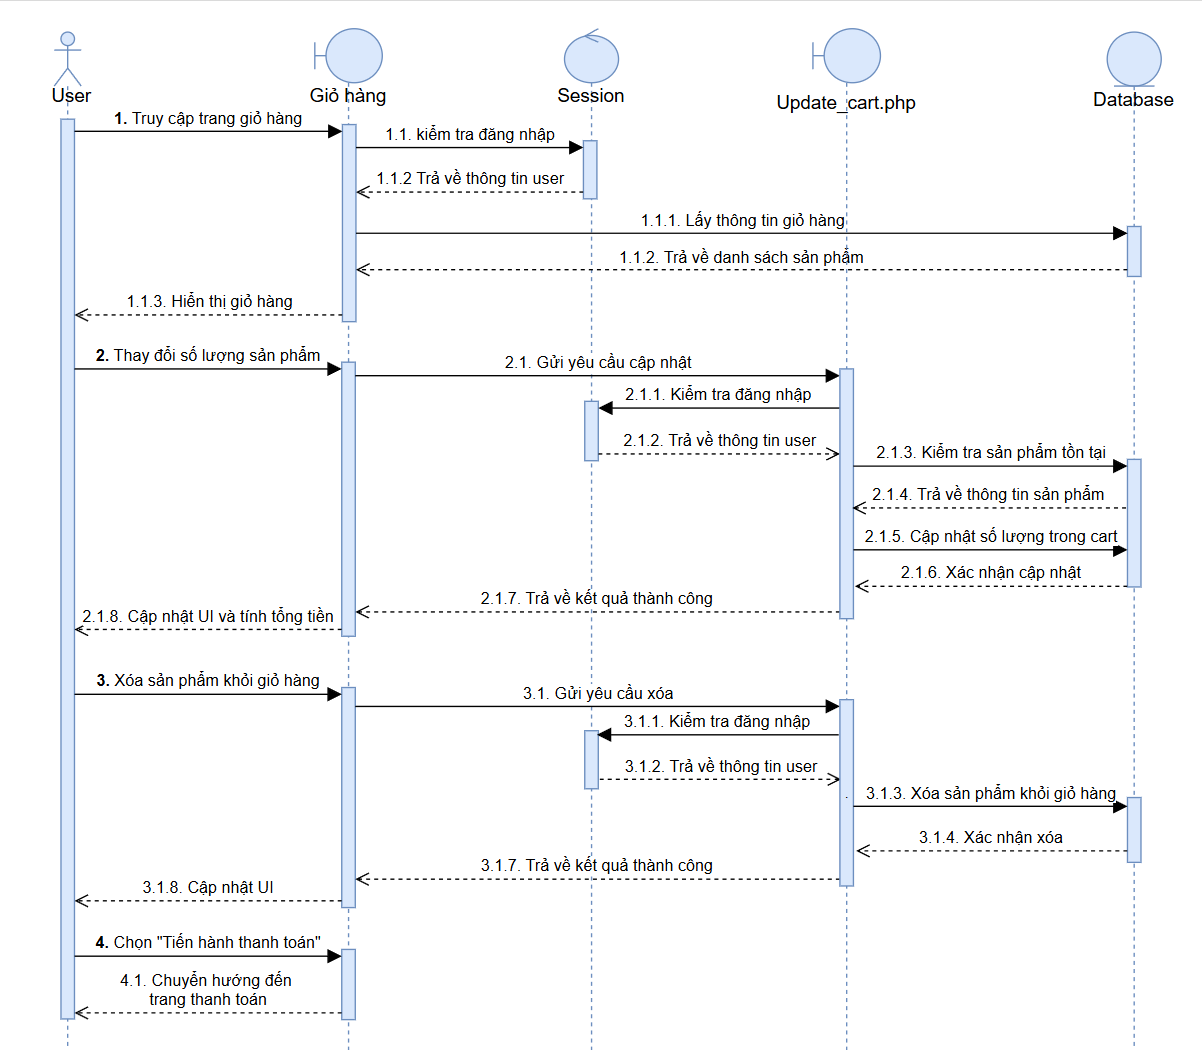 User
Giỏ hàng
Session
Update_cart.php
Database
1. Truy cập trang giỏ hàng
1.1. kiểm tra đăng nhập
1.1.2 Trả về thông tin user
1.1.1. Lấy thông tin giỏ hàng
1.1.2. Trả về danh sách sản phẩm
1.1.3. Hiển thị giỏ hàng
2. Thay đổi số lượng sản phẩm
2.1. Gửi yêu cầu cập nhật
2.1.1. Kiểm tra đăng nhập
2.1.2. Trả về thông tin user
2.1.3. Kiểm tra sản phẩm tồn tại
2.1.4. Trả về thông tin sản phẩm
2.1.5. Cập nhật số lượng trong cart
2.1.6. Xác nhận cập nhật
2.1.7. Trả về kết quả thành công
2.1.8. Cập nhật UI và tính tổng tiền
3. Xóa sản phẩm khỏi giỏ hàng
3.1. Gửi yêu cầu xóa
3.1.1. Kiểm tra đăng nhập
3.1.2. Trả về thông tin user
3.1.3. Xóa sản phẩm khỏi giỏ hàng
3.1.4. Xác nhận xóa
3.1.7. Trả về kết quả thành công
3.1.8. Cập nhật UI
4. Chọn "Tiến hành thanh toán"
4.1. Chuyển hướng đến
trang thanh toán